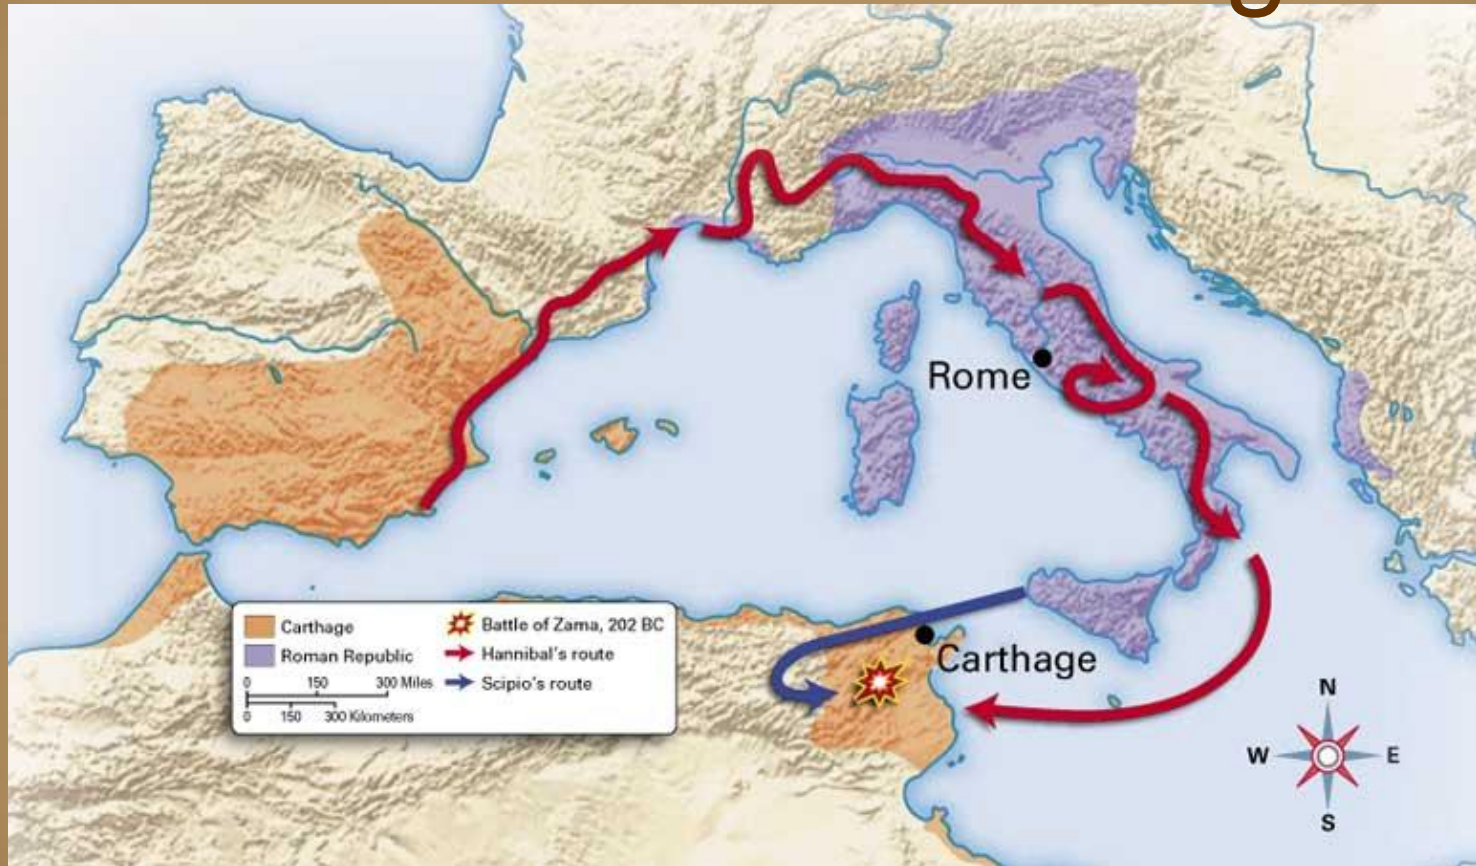 g
Rome
Carthage
Carthage
Roman Republic
0 150 300 Miles
0 150 300 Kilometers
Battle of Zama, 202 BC
Hannibal's route
Scipio's route
N
W
E
S